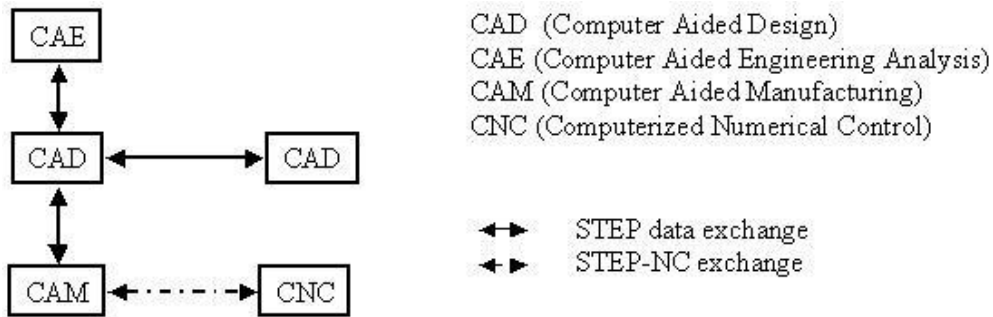 CAE
CAD
CAD
CAM
CNC
CAD (Computer Aided Design)
CAE (Computer Aided Engineering Analysis)
CAM (Computer Aided Manufacturing)
CNC (Computerized Numerical Control)
STEP data exchange
STEP-NC exchange